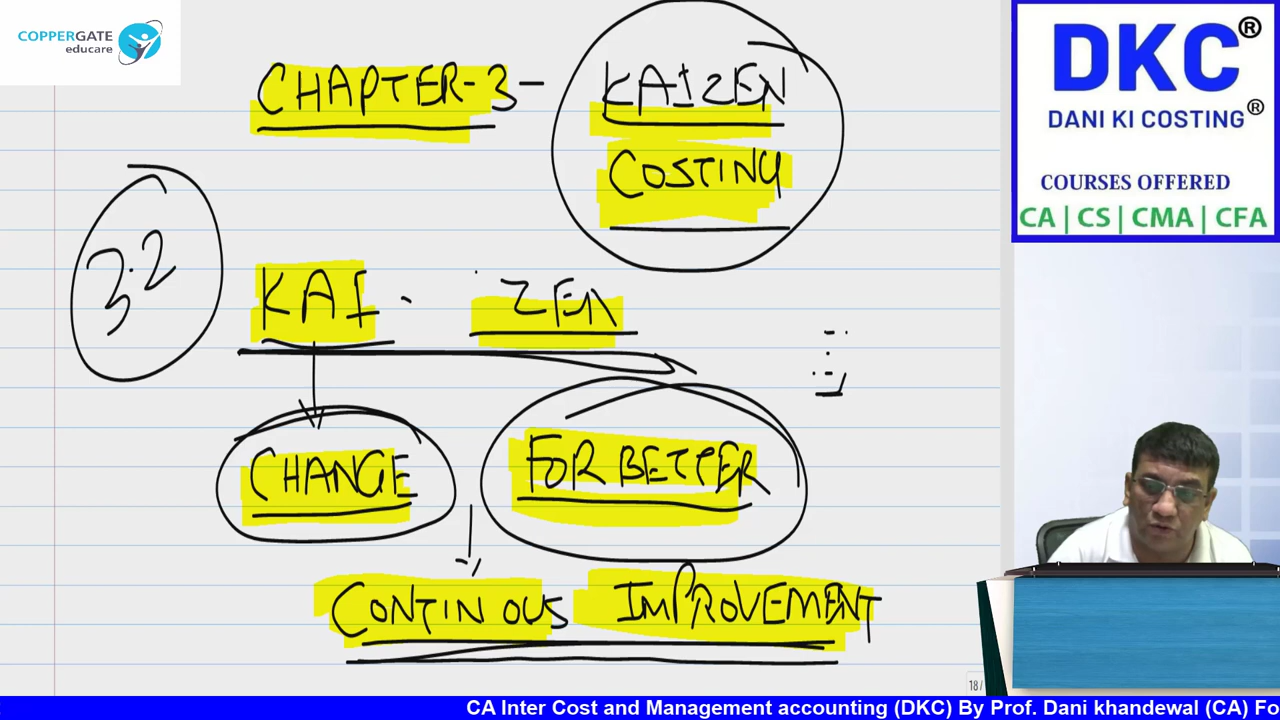 COPPERGATE
educare
CHAPTER-3 - KAIZEN
COSTING
3.2
KAI ZEN
CHANGE FOR BETTER
CONTINOUS IMPROVEMENT
DKC®
DANI KI COSTING®
COURSES OFFERED
CA | CS | CMA | CFA
18/
CA Inter Cost and Management accounting (DKC) By Prof. Dani khandewal (CA) Fo